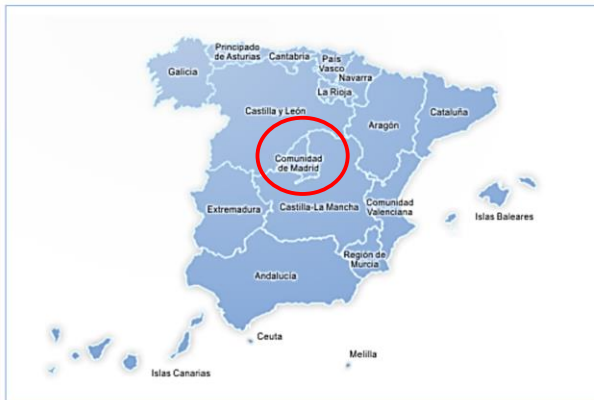 Principado
de Asturias
Cantabria
País
Vasco
Navarra
Galicia
La Rioja
Castilla y León
Cataluña
Aragón
Comunidad
de Madrid
Extremadura
Castilla-La Mancha
Comunidad
Valenciana
Islas Baleares
Región de
Murcia
Andalucía
Ceuta
Melilla
Islas Canarias